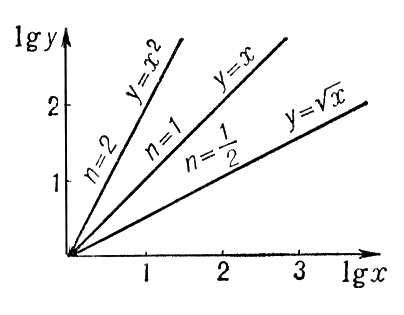 lg y
y=x²
y=x
y=√x
n=2
n=1
n=1/2
2
1
1
2
3
lg x